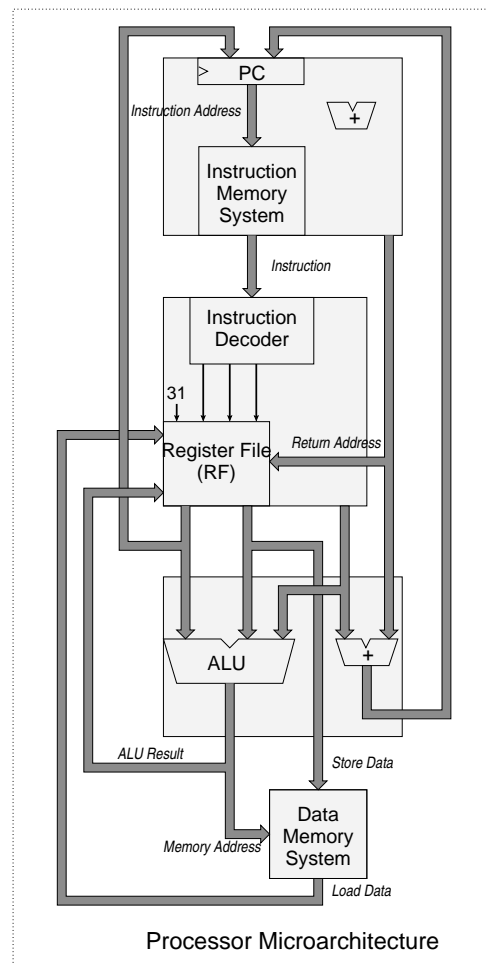 PC
Instruction Address
+
Instruction
Memory
System
Instruction
Instruction
Decoder
31
Register File
(RF)
Return Address
ALU
+
ALU Result
Store Data
Memory Address
Data
Memory
System
Load Data
Processor Microarchitecture